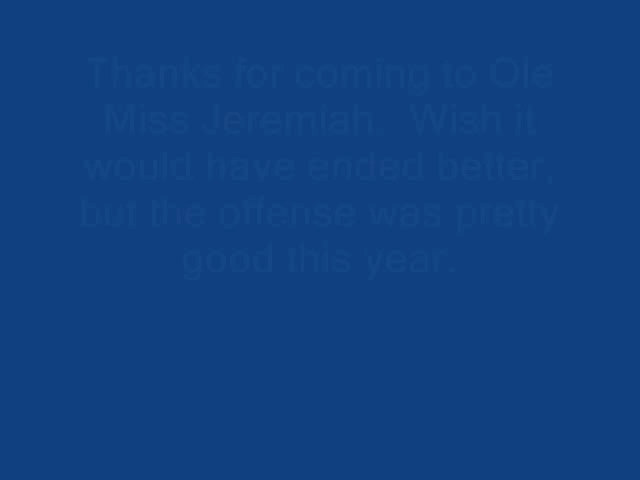 Thanks for coming to Ole
Miss Jeremiah.  Wish it
would have ended better,
but the offense was pretty
good this year.